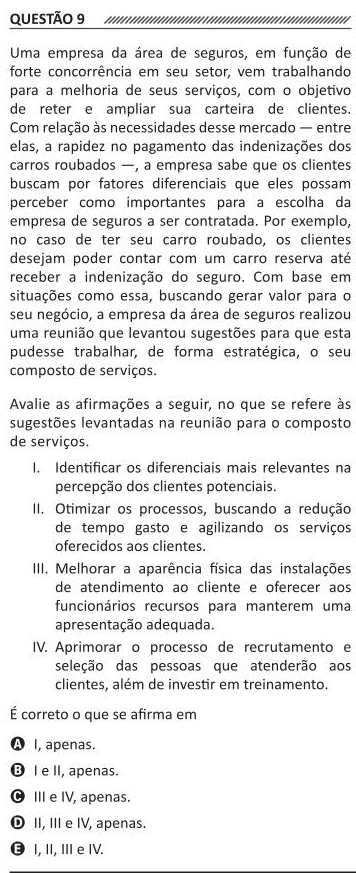 QUESTÃO 9
Uma empresa da área de seguros, em função de
forte concorrência em seu setor, vem trabalhando
para a melhoria de seus serviços, com o objetivo
de reter e ampliar sua carteira de clientes.
Com relação às necessidades desse mercado — entre
elas, a rapidez no pagamento das indenizações dos
carros roubados —, a empresa sabe que os clientes
buscam por fatores diferenciais que eles possam
perceber como importantes para a escolha da
empresa de seguros a ser contratada. Por exemplo,
no caso de ter seu carro roubado, os clientes
desejam poder contar com um carro reserva até
receber a indenização do seguro. Com base em
situações como essa, buscando gerar valor para o
seu negócio, a empresa da área de seguros realizou
uma reunião que levantou sugestões para que esta
pudesse trabalhar, de forma estratégica, o seu
composto de serviços.
Avalie as afirmações a seguir, no que se refere às
sugestões levantadas na reunião para o composto
de serviços.
I. Identificar os diferenciais mais relevantes na
percepção dos clientes potenciais.
II. Otimizar os processos, buscando a redução
de tempo gasto e agilizando os serviços
oferecidos aos clientes.
III. Melhorar a aparência física das instalações
de atendimento ao cliente e oferecer aos
funcionários recursos para manterem uma
apresentação adequada.
IV. Aprimorar o processo de recrutamento e
seleção das pessoas que atenderão aos
clientes, além de investir em treinamento.
É correto o que se afirma em
A I, apenas.
B I e II, apenas.
C III e IV, apenas.
D II, III e IV, apenas.
E I, II, III e IV.